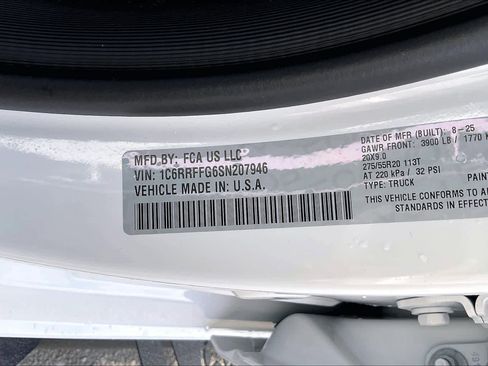 MFD.BY: FCA US LLC
VIN: 1C6RRFFG6SN207946
VEHICLE MADE IN U.S.A.
DATE OF MFR (BUILT): 8-25
GAWR FRONT: 3900 LB / 1770 K
20X9.0
275/55R20 113T
AT 220 kPa / 32 PSI
TYPE: TRUCK
THIS VEHICLE CONFORMS TO A
STANDARDS IN EFFECT